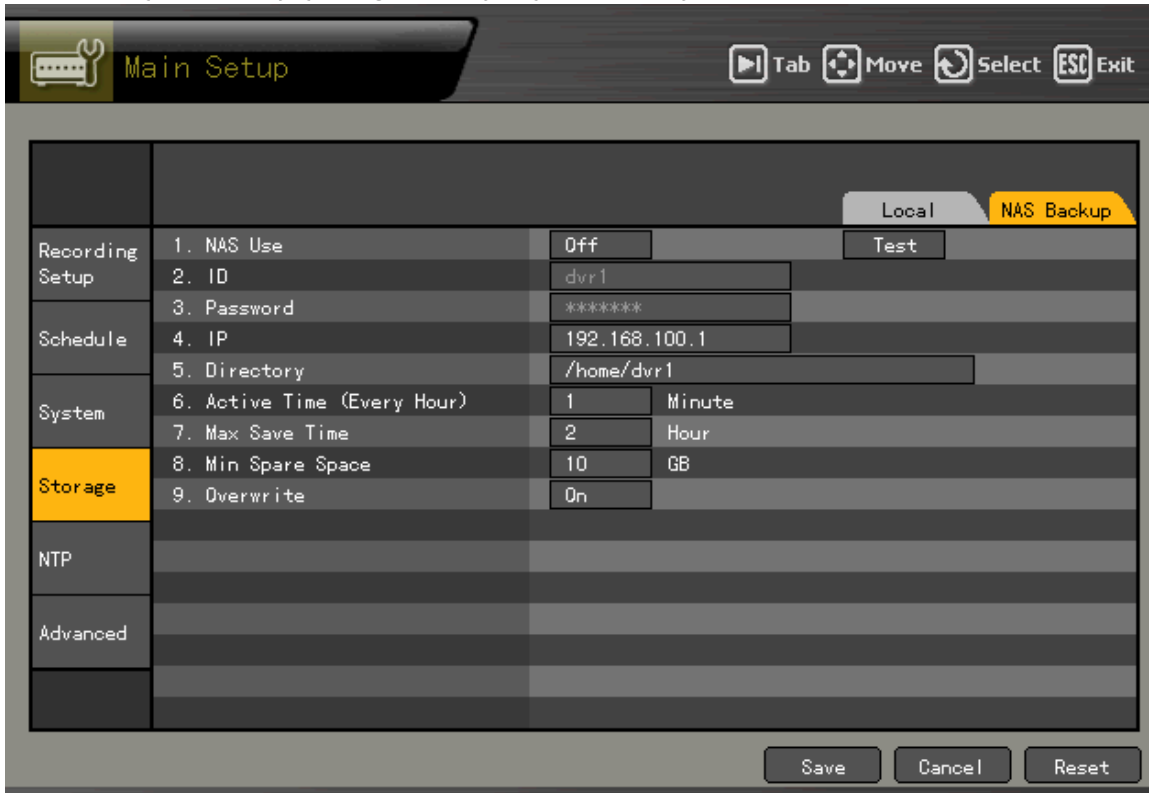 Main Setup
Tab Move Select ESC Exit
Local NAS Backup
Recording Setup
Schedule
System
Storage
NTP
Advanced
1. NAS Use Off Test
2. ID dvr1
3. Password *******
4. IP 192.168.100.1
5. Directory /home/dvr1
6. Active Time (Every Hour) 1 Minute
7. Max Save Time 2 Hour
8. Min Spare Space 10 GB
9. Overwrite On
Save Cancel Reset